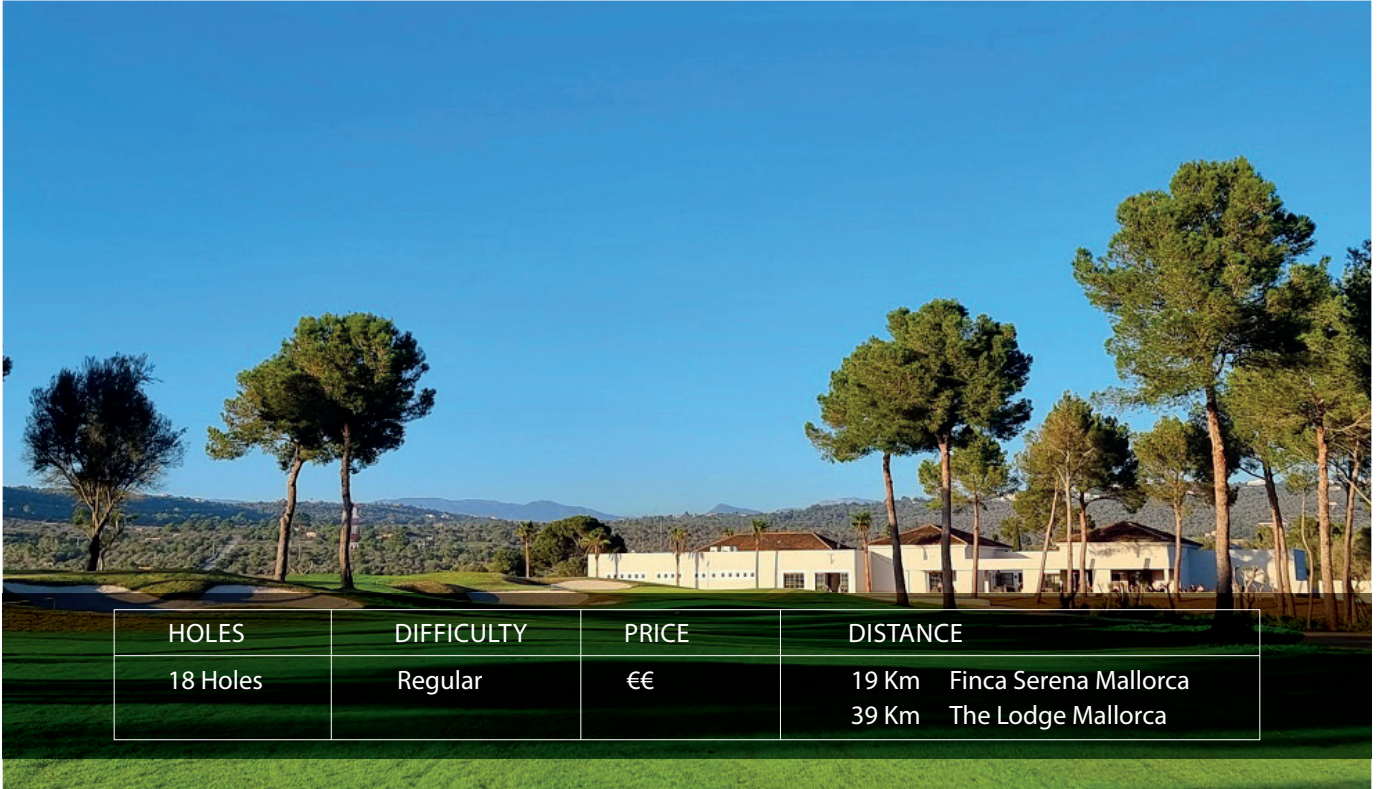 HOLES DIFFICULTY PRICE DISTANCE
18 Holes Regular €€ 19 Km Finca Serena Mallorca
39 Km The Lodge Mallorca